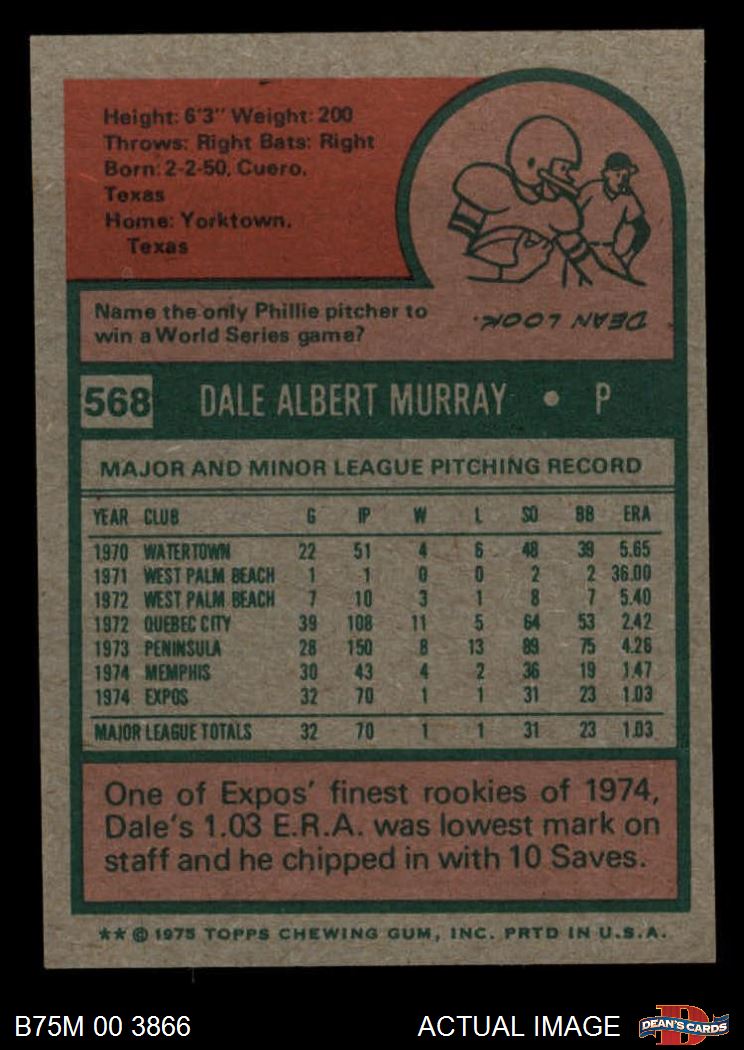 Height: 6'3" Weight: 200
Throws: Right Bats: Right
Born: 2-2-50, Cuero,
Texas
Home: Yorktown,
Texas
Name the only Phillie pitcher to
win a World Series game?
DEAN LOOK.
568 DALE ALBERT MURRAY • P
MAJOR AND MINOR LEAGUE PITCHING RECORD
YEAR CLUB G IP W L SO BB ERA
1970 WATERTOWN 22 51 4 6 48 39 5.65
1971 WEST PALM BEACH 1 1 0 0 2 2 36.00
1972 WEST PALM BEACH 7 10 3 1 8 7 5.40
1972 QUEBEC CITY 39 108 11 5 64 53 2.42
1973 PENINSULA 28 150 8 13 89 75 4.26
1974 MEMPHIS 30 43 4 2 36 19 1.47
1974 EXPOS 32 70 1 1 31 23 1.03
MAJOR LEAGUE TOTALS 32 70 1 1 31 23 1.03
One of Expos' finest rookies of 1974,
Dale's 1.03 E.R.A. was lowest mark on
staff and he chipped in with 10 Saves.
** © 1975 TOPPS CHEWING GUM, INC. PRTD IN U.S.A.
B75M 00 3866 ACTUAL IMAGE D DEAN'S CARDS